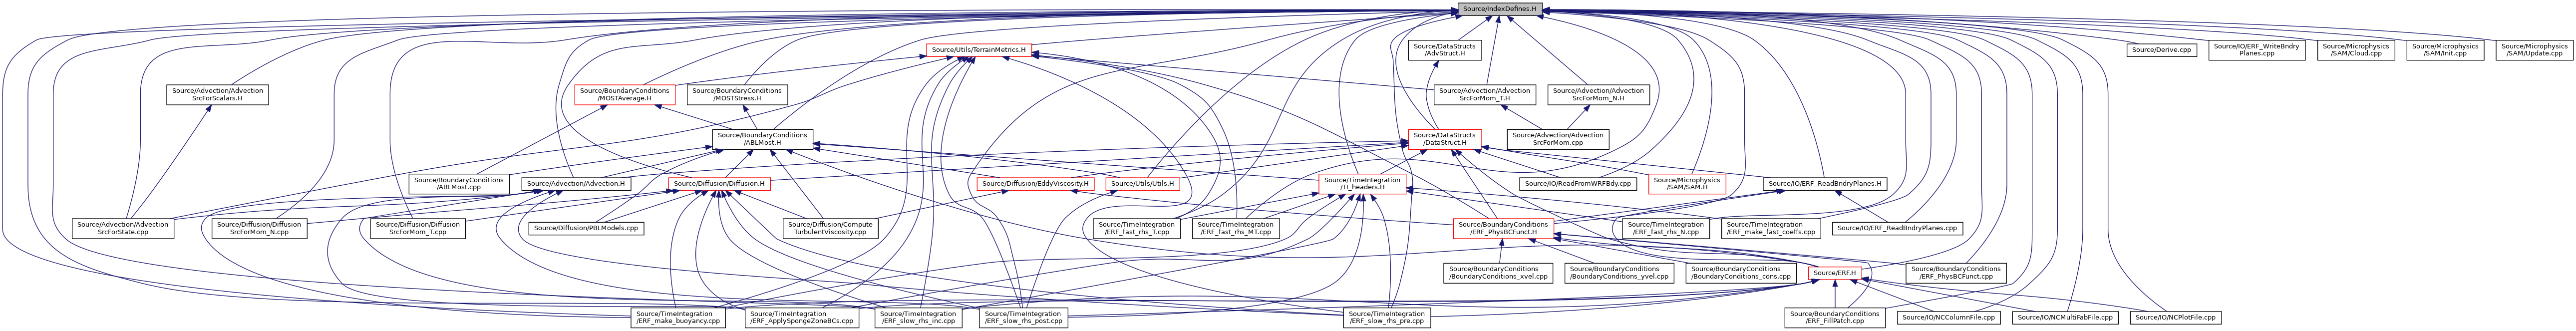 Source/IndexDefines.H
Source/Utils/TerrainMetrics.H
Source/DataStructs
/AdvStruct.H
Source/Derive.cpp
Source/IO/ERF_WriteBndry
Planes.cpp
Source/Microphysics
/SAM/Cloud.cpp
Source/Microphysics
/SAM/Init.cpp
Source/Microphysics
/SAM/Update.cpp
Source/Advection/Advection
SrcForScalars.H
Source/BoundaryConditions
/MOSTAverage.H
Source/BoundaryConditions
/MOSTStress.H
Source/Advection/Advection
SrcForMom_T.H
Source/Advection/Advection
SrcForMom_N.H
Source/BoundaryConditions
/ABLMost.H
Source/DataStructs
/DataStruct.H
Source/Advection/Advection
SrcForMom.cpp
Source/BoundaryConditions
/ABLMost.cpp
Source/Advection/Advection.H
Source/Diffusion/Diffusion.H
Source/Diffusion/EddyViscosity.H
Source/Utils/Utils.H
Source/TimeIntegration
/TI_headers.H
Source/IO/ReadFromWRFBdy.cpp
Source/Microphysics
/SAM/SAM.H
Source/IO/ERF_ReadBndryPlanes.H
Source/Advection/Advection
SrcForState.cpp
Source/Diffusion/Diffusion
SrcForMom_N.cpp
Source/Diffusion/Diffusion
SrcForMom_T.cpp
Source/Diffusion/PBLModels.cpp
Source/Diffusion/Compute
TurbulentViscosity.cpp
Source/TimeIntegration
/ERF_fast_rhs_T.cpp
Source/TimeIntegration
/ERF_fast_rhs_MT.cpp
Source/BoundaryConditions
/ERF_PhysBCFunct.H
Source/TimeIntegration
/ERF_fast_rhs_N.cpp
Source/TimeIntegration
/ERF_make_fast_coeffs.cpp
Source/IO/ERF_ReadBndryPlanes.cpp
Source/BoundaryConditions
/BoundaryConditions_xvel.cpp
Source/BoundaryConditions
/BoundaryConditions_yvel.cpp
Source/BoundaryConditions
/BoundaryConditions_cons.cpp
Source/ERF.H
Source/BoundaryConditions
/ERF_PhysBCFunct.cpp
Source/TimeIntegration
/ERF_make_buoyancy.cpp
Source/TimeIntegration
/ERF_ApplySpongeZoneBCs.cpp
Source/TimeIntegration
/ERF_slow_rhs_inc.cpp
Source/TimeIntegration
/ERF_slow_rhs_post.cpp
Source/TimeIntegration
/ERF_slow_rhs_pre.cpp
Source/BoundaryConditions
/ERF_FillPatch.cpp
Source/IO/NCColumnFile.cpp
Source/IO/NCMultiFabFile.cpp
Source/IO/NCPlotFile.cpp